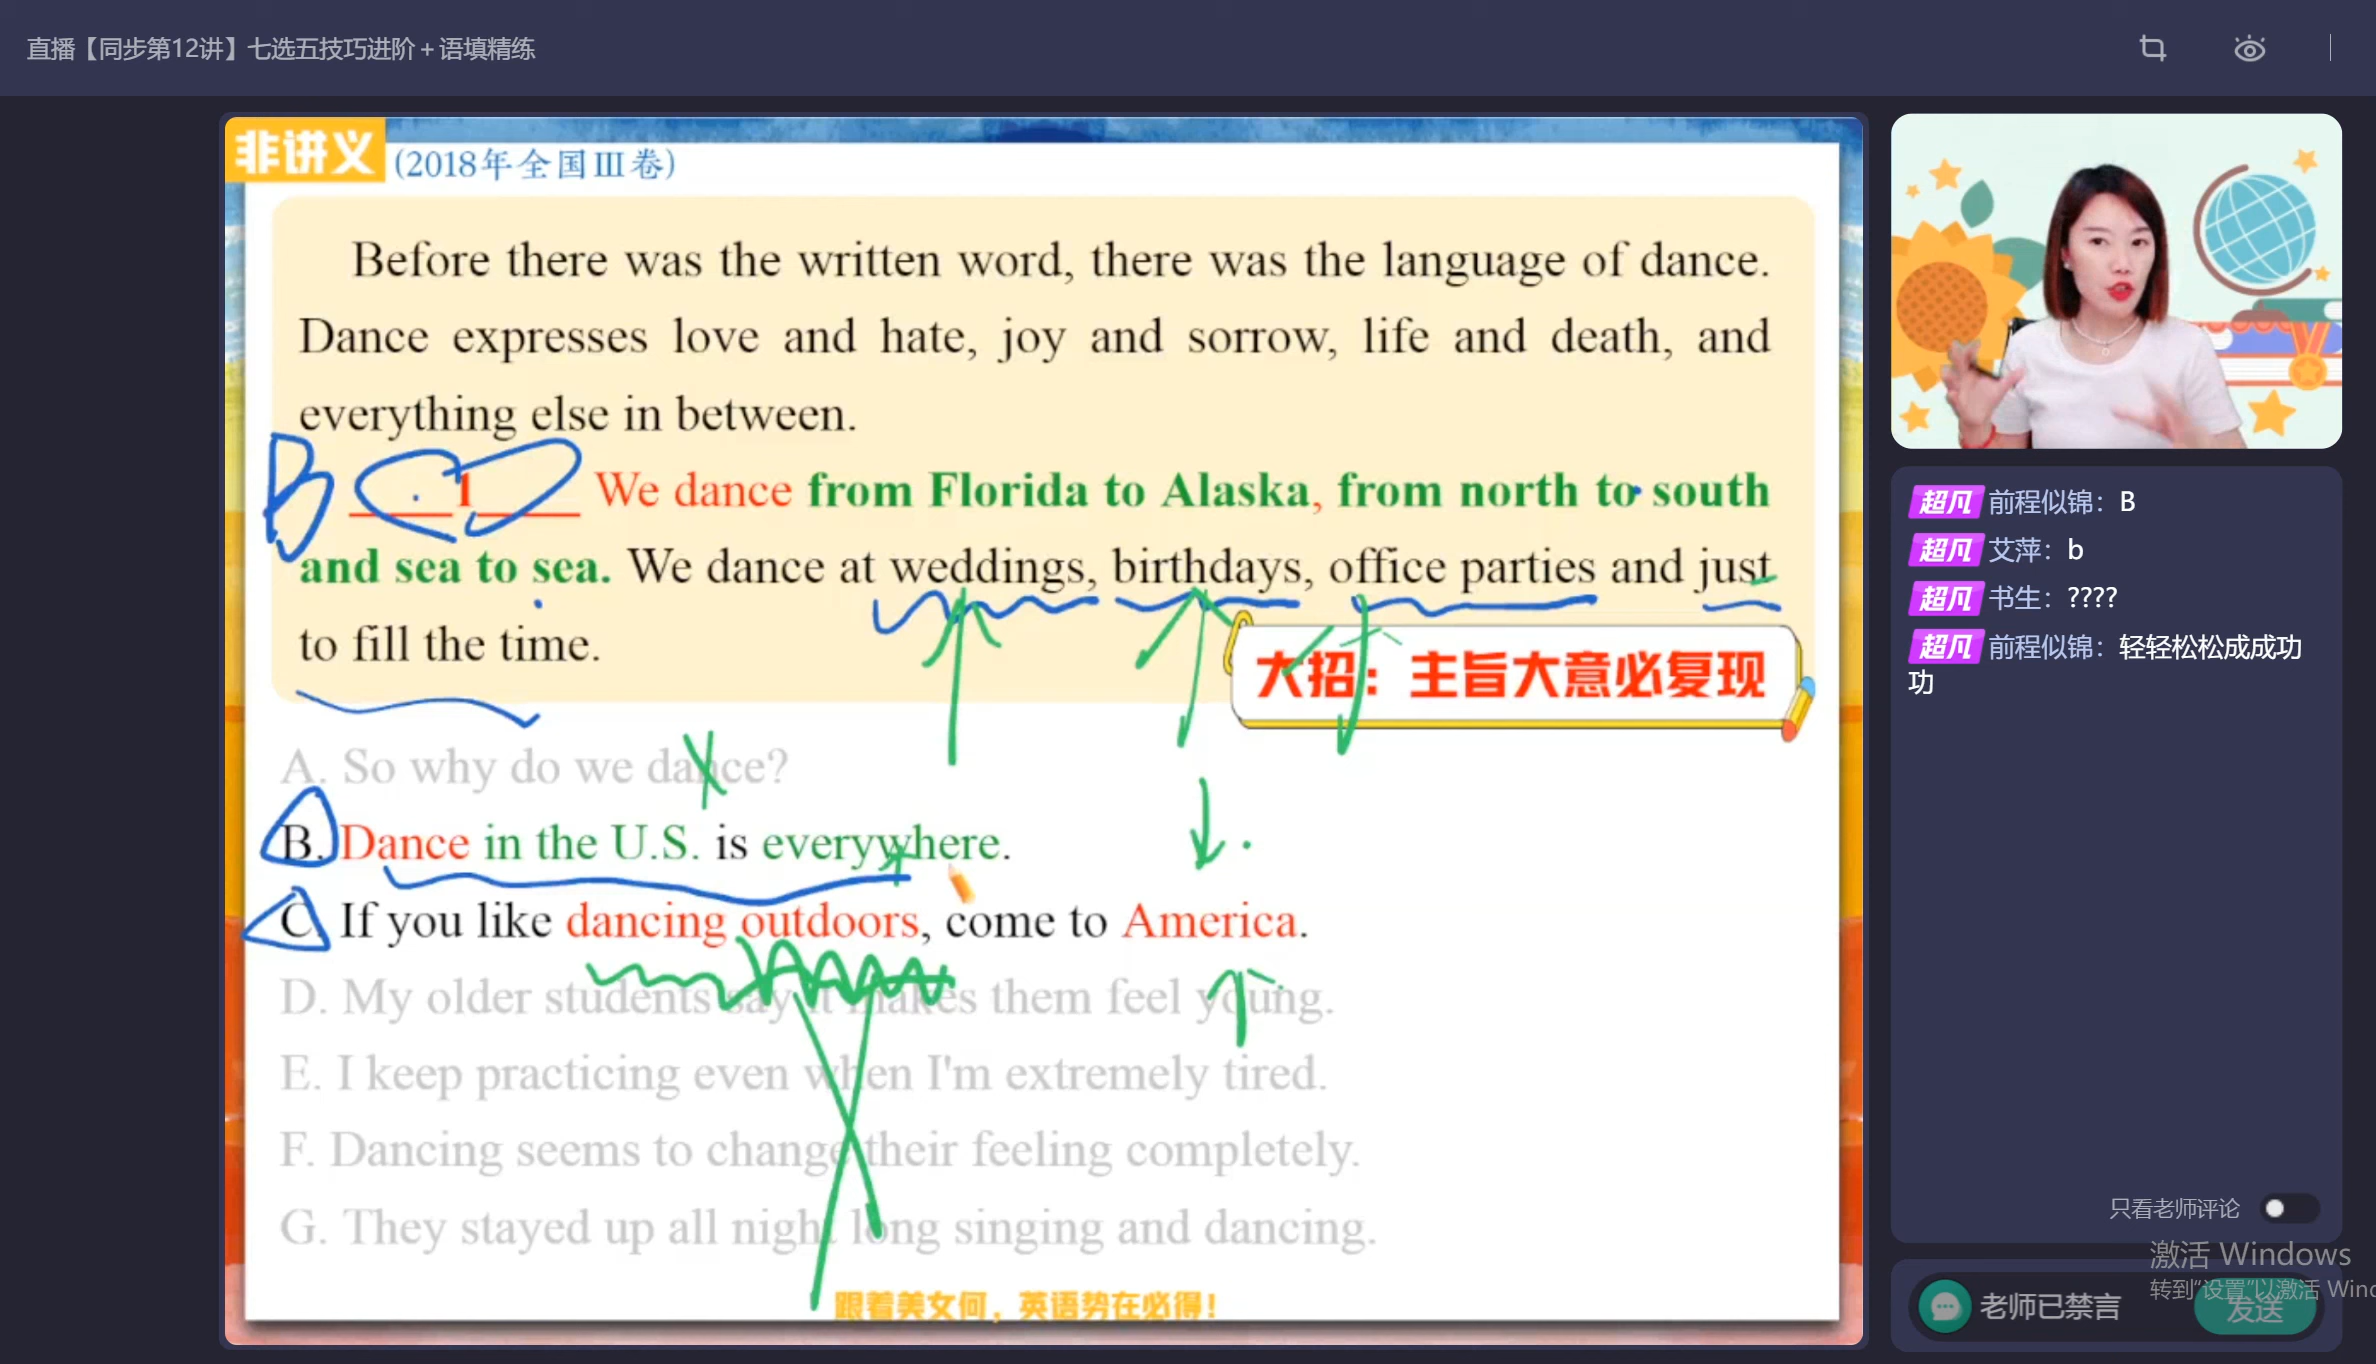 直播【同步第12讲】七选五技巧进阶＋语填精练
非讲义
(2018年全国Ⅲ卷)
Before there was the written word, there was the language of dance.
Dance expresses love and hate, joy and sorrow, life and death, and
everything else in between.
B 1 We dance from Florida to Alaska, from north to south
and sea to sea. We dance at weddings, birthdays, office parties and just
to fill the time.
大招：主旨大意必复现
A. So why do we dance?
B. Dance in the U.S. is everywhere.
C. If you like dancing outdoors, come to America.
D. My older students say it makes them feel young.
E. I keep practicing even when I'm extremely tired.
F. Dancing seems to change their feeling completely.
G. They stayed up all night long singing and dancing.
跟着美女何，英语势在必得！
超凡 前程似锦：B
超凡 艾萍：b
超凡 书生：????
超凡 前程似锦：轻轻松松成成功
功
只看老师评论
激活 Windows
转到"设置"以激活 Winc
老师已禁言
发送